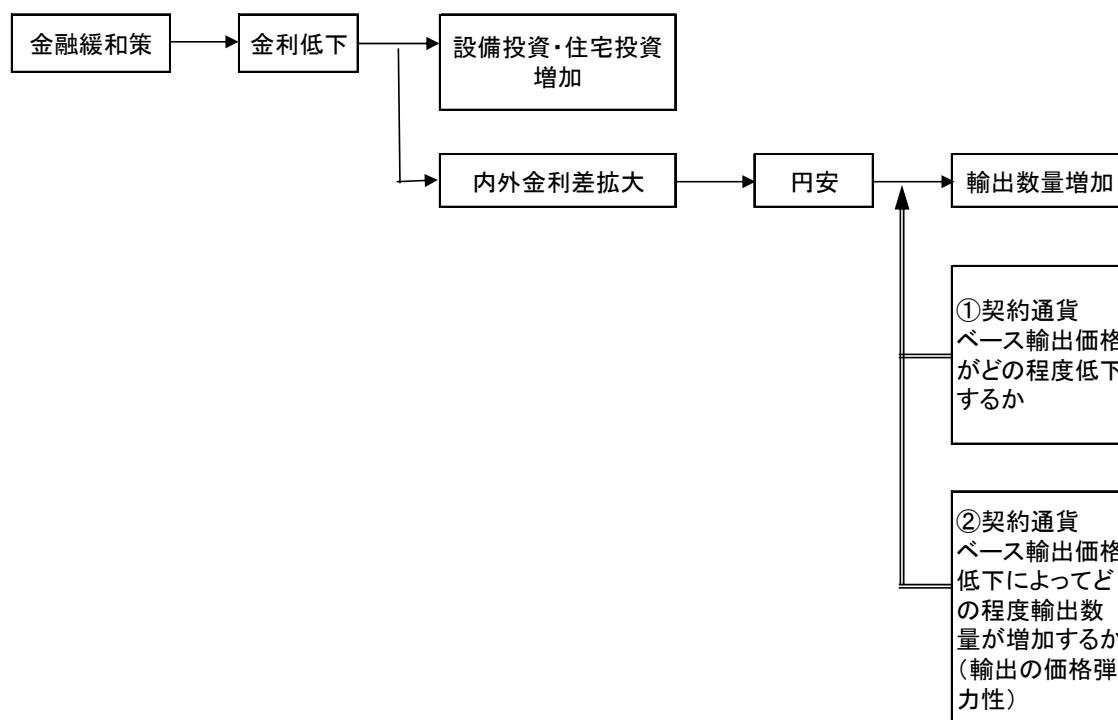 金融緩和策
金利低下
設備投資・住宅投資
増加
内外金利差拡大
円安
輸出数量増加
①契約通貨
ベース輸出価格
がどの程度低下
するか
②契約通貨
ベース輸出価格
低下によってど
の程度輸出数
量が増加するか
（輸出の価格弾
力性）